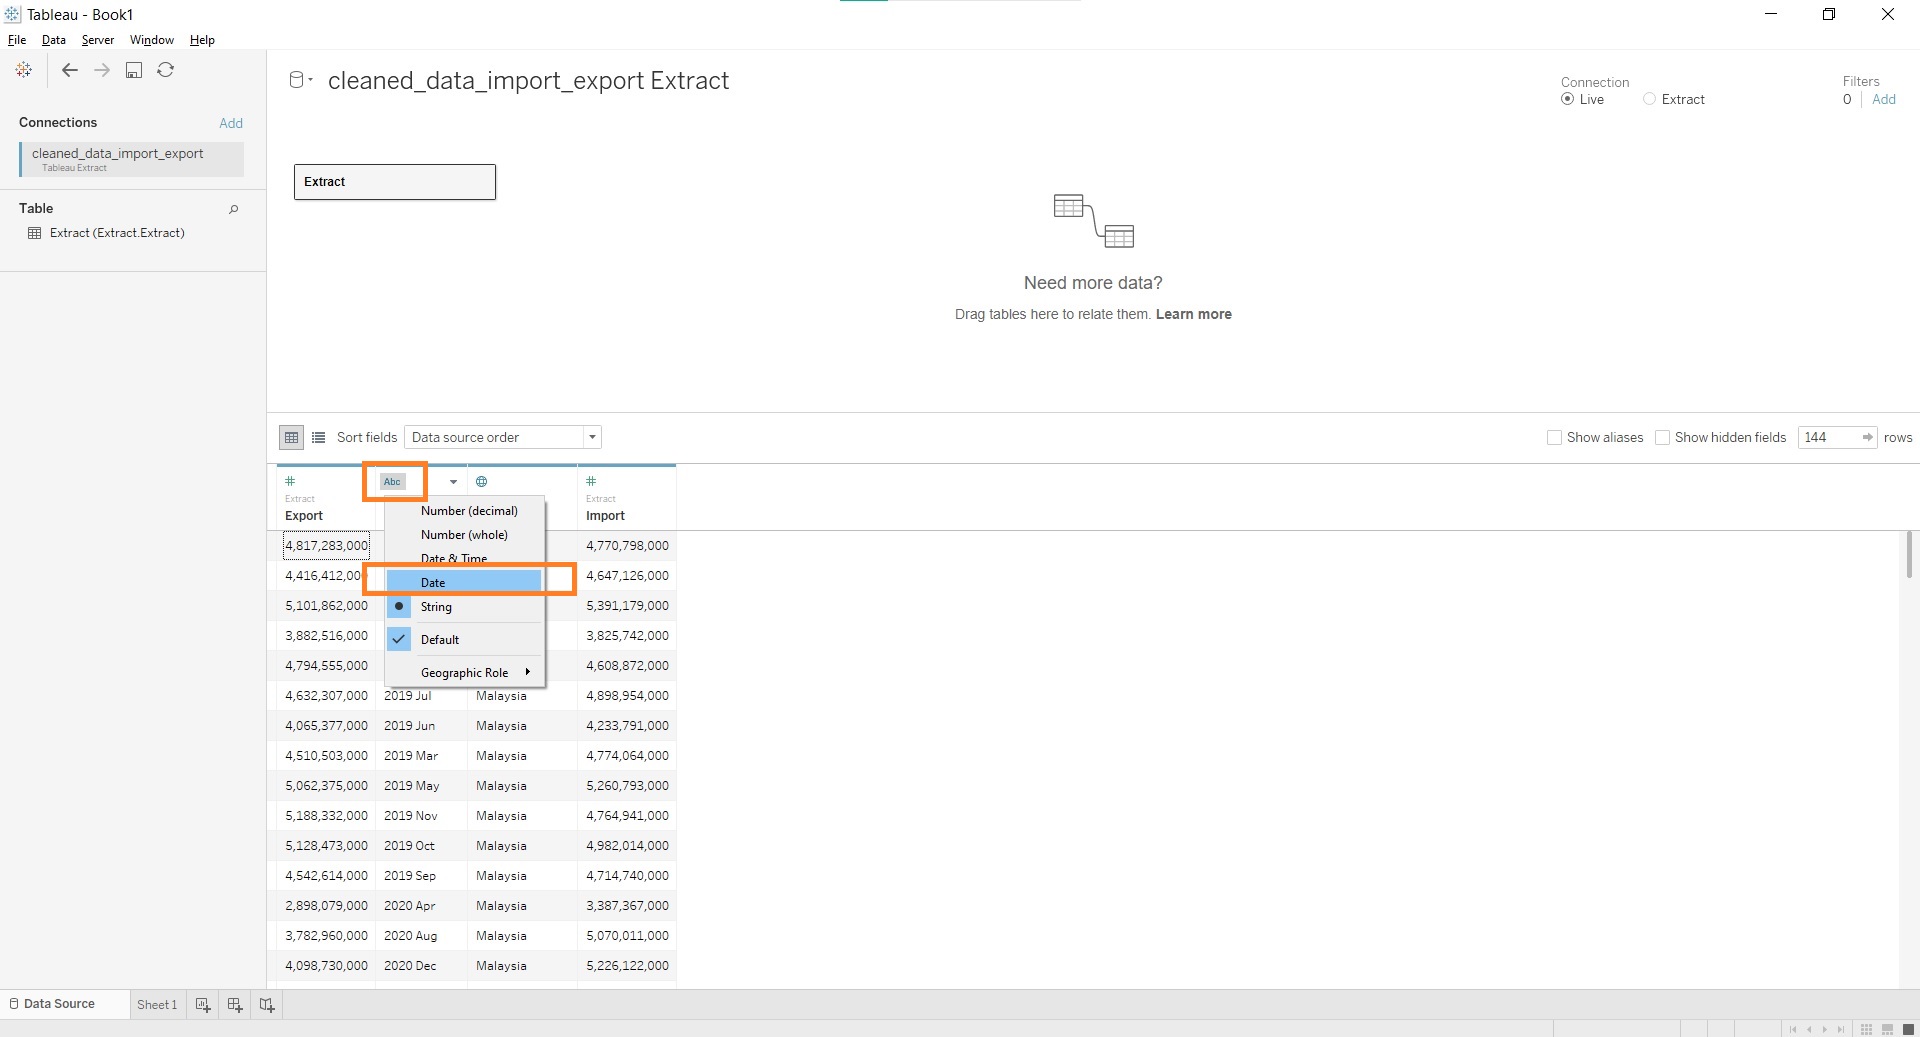 Tableau - Book1
File Data Server Window Help
cleaned_data_import_export Extract
Connection
Live Extract
Filters
0 Add
Connections Add
cleaned_data_import_export
Tableau Extract
Table
Extract (Extract.Extract)
Extract
Need more data?
Drag tables here to relate them. Learn more
Sort fields Data source order Show aliases Show hidden fields 144 rows
# Abc #
Extract Extract
Export Import
Number (decimal)
Number (whole)
Date & Time
Date
String
Default
Geographic Role
4,817,283,000 4,770,798,000
4,416,412,000 4,647,126,000
5,101,862,000 5,391,179,000
3,882,516,000 3,825,742,000
4,794,555,000 4,608,872,000
4,632,307,000 2019 Jul Malaysia 4,898,954,000
4,065,377,000 2019 Jun Malaysia 4,233,791,000
4,510,503,000 2019 Mar Malaysia 4,774,064,000
5,062,375,000 2019 May Malaysia 5,260,793,000
5,188,332,000 2019 Nov Malaysia 4,764,941,000
5,128,473,000 2019 Oct Malaysia 4,982,014,000
4,542,614,000 2019 Sep Malaysia 4,714,740,000
2,898,079,000 2020 Apr Malaysia 3,387,367,000
3,782,960,000 2020 Aug Malaysia 5,070,011,000
4,098,730,000 2020 Dec Malaysia 5,226,122,000
Data Source Sheet 1